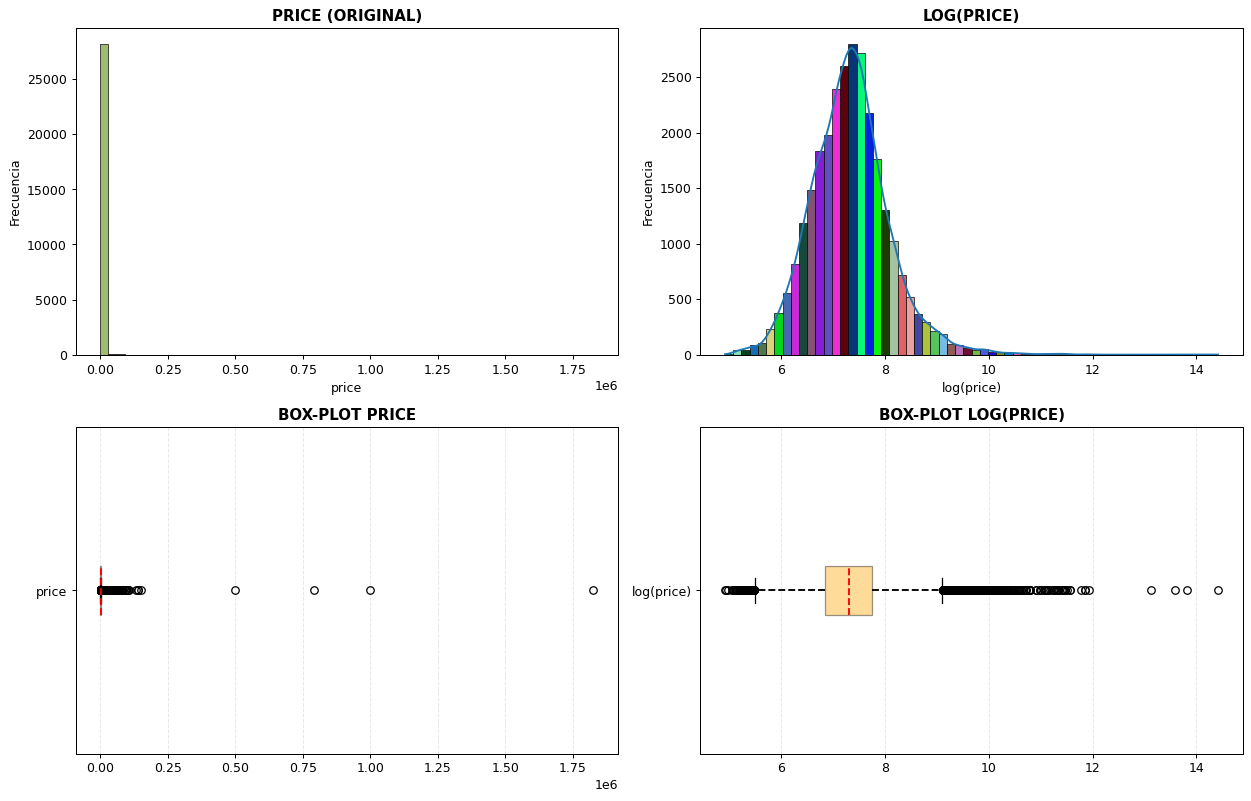 PRICE (ORIGINAL)
25000
20000
15000
10000
5000
0
Frecuencia
0.00 0.25 0.50 0.75 1.00 1.25 1.50 1.75
1e6
price
LOG(PRICE)
2500
2000
1500
1000
500
0
Frecuencia
6 8 10 12 14
log(price)
BOX-PLOT PRICE
price
0.00 0.25 0.50 0.75 1.00 1.25 1.50 1.75
1e6
BOX-PLOT LOG(PRICE)
log(price)
6 8 10 12 14